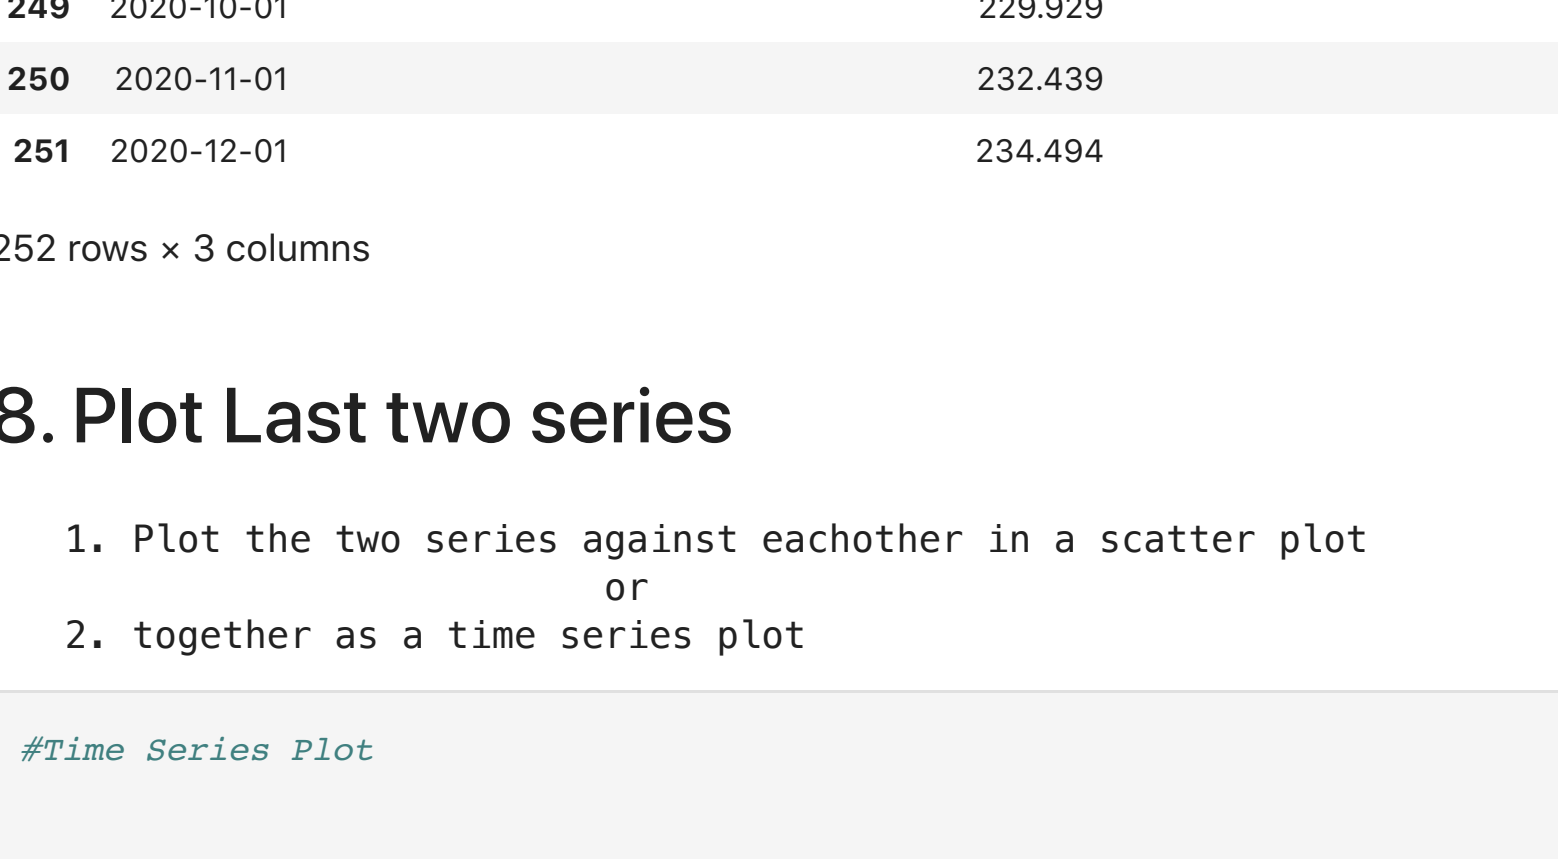 249 2020-10-01 229.929
250 2020-11-01 232.439
251 2020-12-01 234.494
252 rows × 3 columns
8. Plot Last two series
1. Plot the two series against eachother in a scatter plot
or
2. together as a time series plot
#Time Series Plot